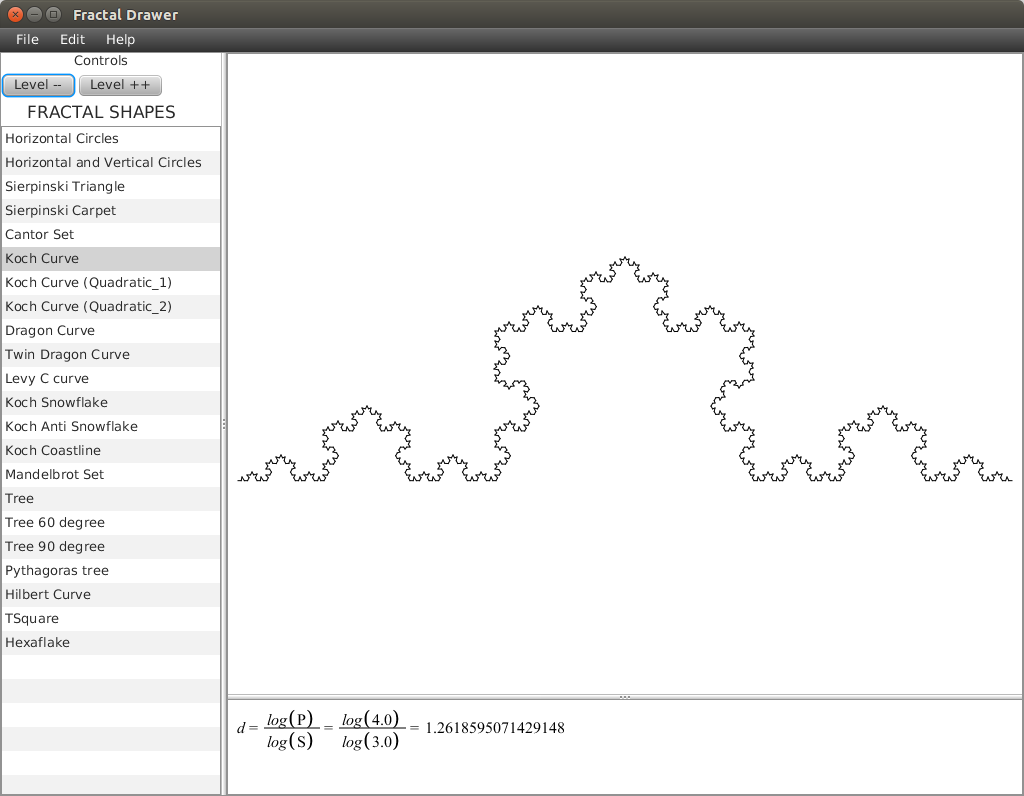 Fractal Drawer
File Edit Help
Controls
Level -- Level ++
FRACTAL SHAPES
Horizontal Circles
Horizontal and Vertical Circles
Sierpinski Triangle
Sierpinski Carpet
Cantor Set
Koch Curve
Koch Curve (Quadratic_1)
Koch Curve (Quadratic_2)
Dragon Curve
Twin Dragon Curve
Levy C curve
Koch Snowflake
Koch Anti Snowflake
Koch Coastline
Mandelbrot Set
Tree
Tree 60 degree
Tree 90 degree
Pythagoras tree
Hilbert Curve
TSquare
Hexaflake
d = log(P) / log(S) = log(4.0) / log(3.0) = 1.2618595071429148